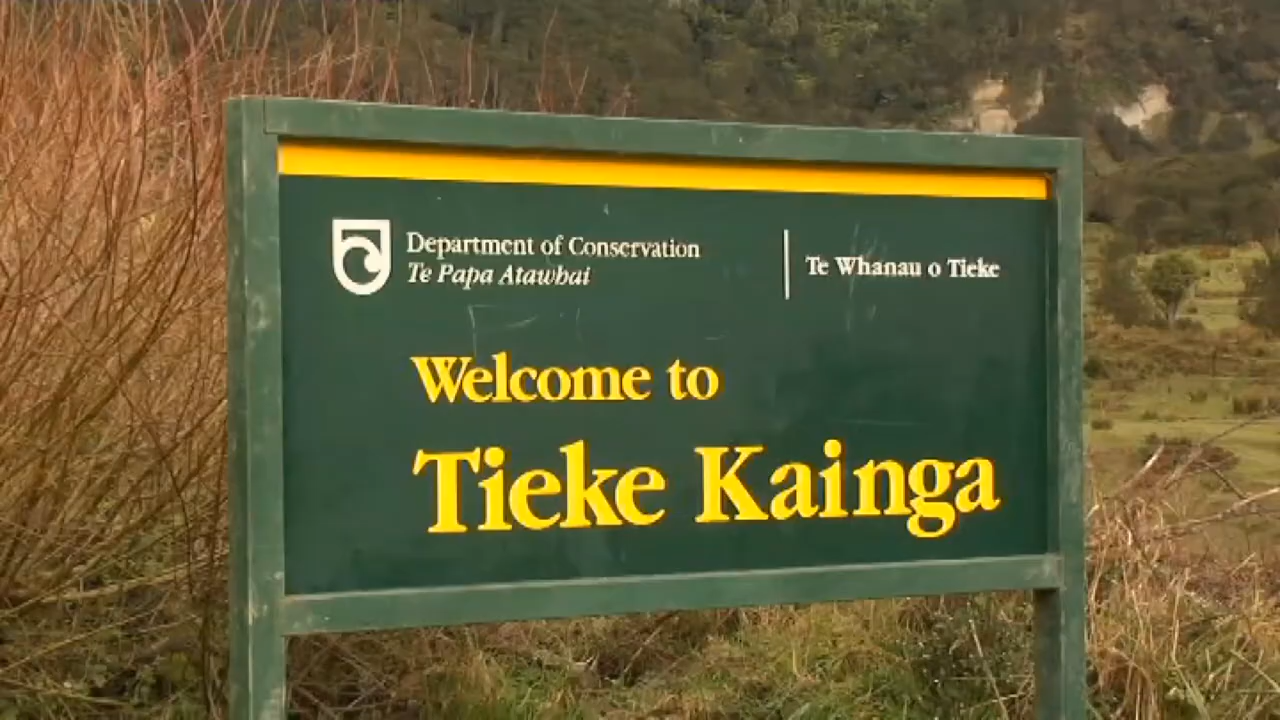 Department of Conservation
Te Papa Atawhai
Te Whanau o Tieke
Welcome to
Tieke Kainga